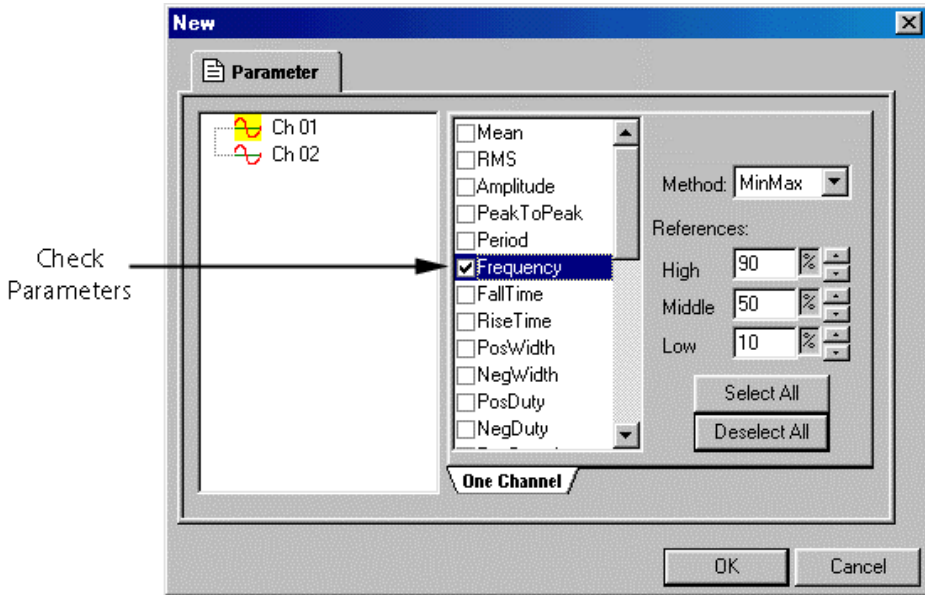 New
Parameter
Ch 01
Ch 02
Mean
RMS
Amplitude
PeakToPeak
Period
Frequency
FallTime
RiseTime
PosWidth
NegWidth
PosDuty
NegDuty
One Channel
Method: MinMax
References:
High 90 %
Middle 50 %
Low 10 %
Select All
Deselect All
OK
Cancel
Check
Parameters